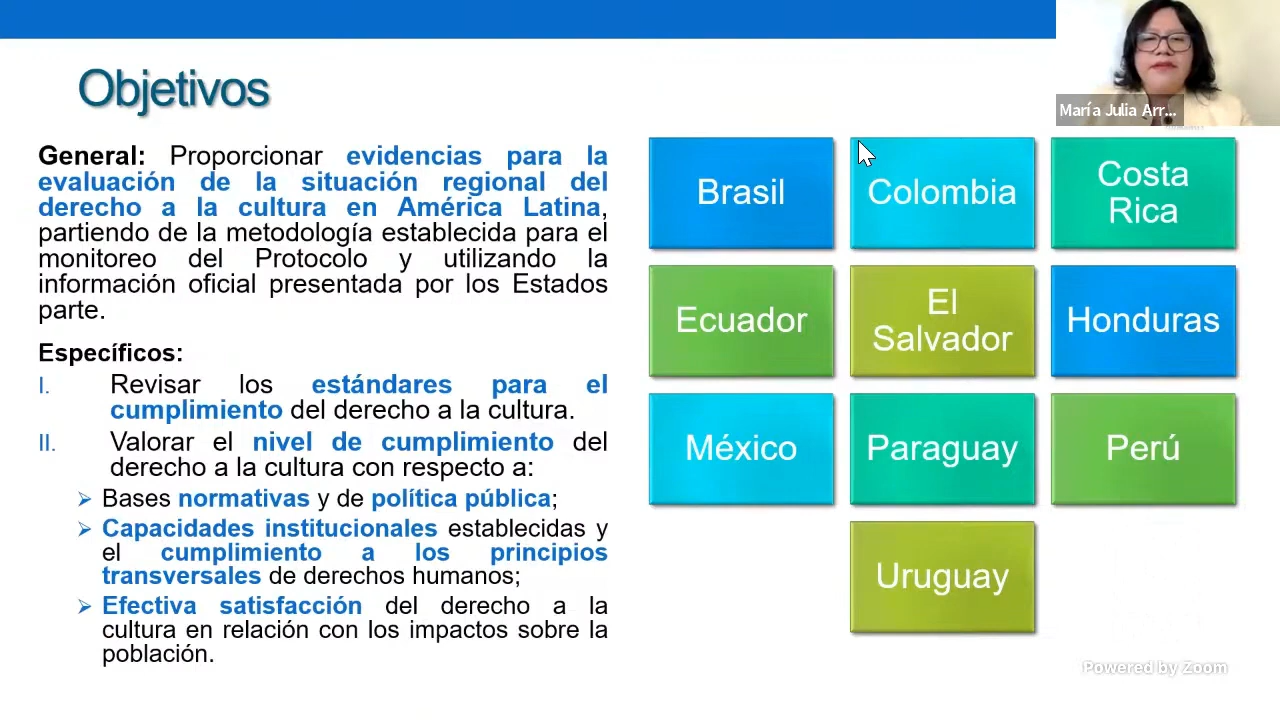 Objetivos
María Julia Arr...
General: Proporcionar evidencias para la
evaluación de la situación regional del
derecho a la cultura en América Latina,
partiendo de la metodología establecida para el
monitoreo del Protocolo y utilizando la
información oficial presentada por los Estados
parte.
Específicos:
I. Revisar los estándares para el
cumplimiento del derecho a la cultura.
II. Valorar el nivel de cumplimiento del
derecho a la cultura con respecto a:
➢ Bases normativas y de política pública;
➢ Capacidades institucionales establecidas y
el cumplimiento a los principios
transversales de derechos humanos;
➢ Efectiva satisfacción del derecho a la
cultura en relación con los impactos sobre la
población.
Brasil
Colombia
Costa
Rica
Ecuador
El
Salvador
Honduras
México
Paraguay
Perú
Uruguay
Powered by Zoom